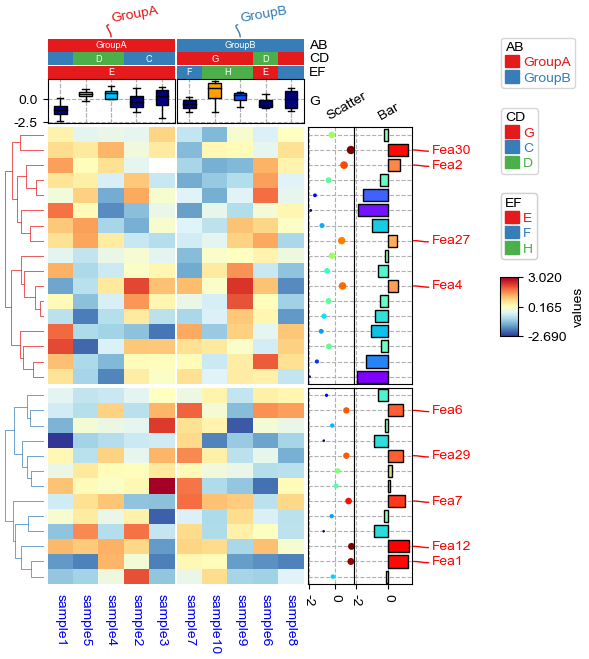 GroupA
GroupB
GroupA GroupB AB
D C G D CD
E F H E EF
0.0
-2.5
G
Scatter
Bar
Fea30
Fea2
Fea27
Fea4
Fea6
Fea29
Fea7
Fea12
Fea1
-2 0 -2 0
sample1 sample5 sample4 sample2 sample3 sample7 sample10 sample9 sample6 sample8
AB
GroupA
GroupB
CD
G
C
D
EF
E
F
H
3.020
0.165
-2.690
values